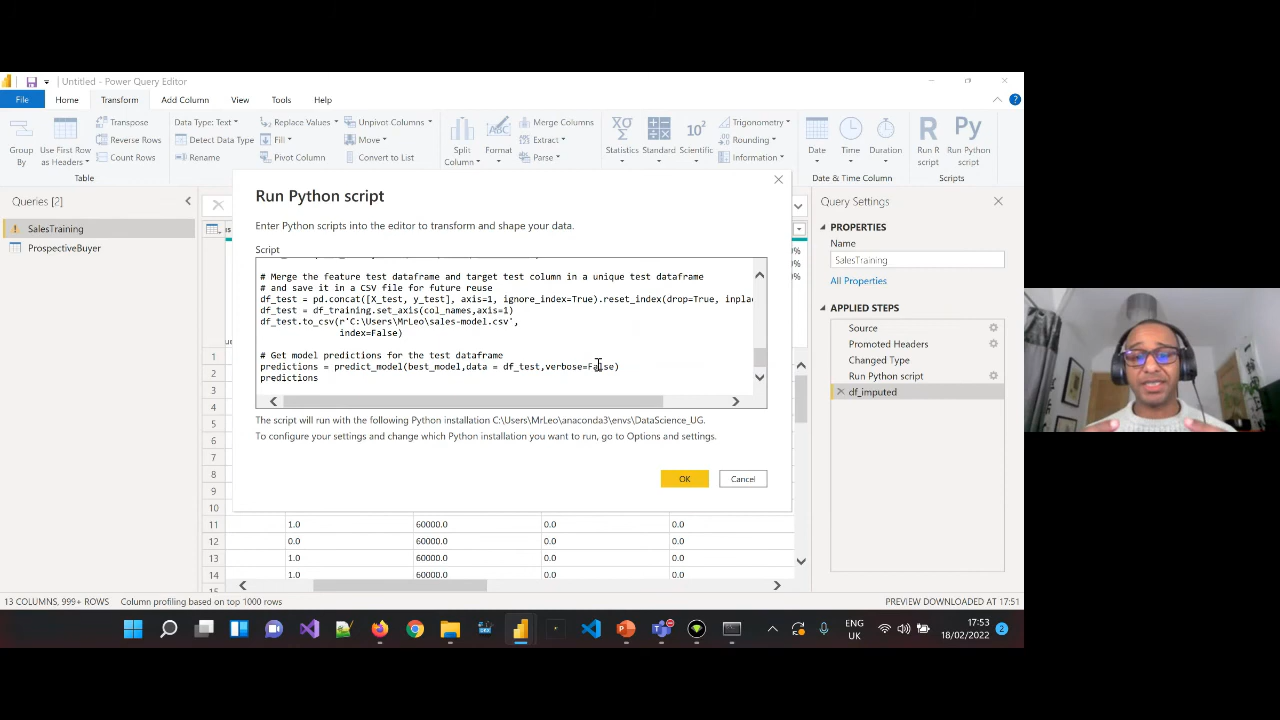 Untitled - Power Query Editor
File Home Transform Add Column View Tools Help
Group By
Use First Row as Headers
Transpose
Reverse Rows
Count Rows
Table
Data Type: Text
Detect Data Type
Rename
Replace Values
Fill
Pivot Column
Unpivot Columns
Move
Convert to List
Split Column
Format
Merge Columns
Extract
Parse
Statistics
Standard
Scientific
10²
Trigonometry
Rounding
Information
Date
Time
Duration
Date & Time Column
Run R script
Run Python script
Scripts
Queries [2]
SalesTraining
ProspectiveBuyer
Run Python script
Enter Python scripts into the editor to transform and shape your data.
Script
# Merge the feature test dataframe and target test column in a unique test dataframe
# and save it in a CSV file for future reuse
df_test = pd.concat([X_test, y_test], axis=1, ignore_index=True).reset_index(drop=True, inplac
df_test = df_training.set_axis(col_names,axis=1)
df_test.to_csv(r'C:\Users\MrLeo\sales-model.csv',
index=False)
# Get model predictions for the test dataframe
predictions = predict_model(best_model,data = df_test,verbose=False)
predictions
The script will run with the following Python installation C:\Users\MrLeo\anaconda3\envs\DataScience_UG.
To configure your settings and change which Python installation you want to run, go to Options and settings.
OK Cancel
Query Settings
PROPERTIES
Name
SalesTraining
All Properties
APPLIED STEPS
Source
Promoted Headers
Changed Type
Run Python script
df_imputed
1
2
3
4
5
6
7
8
9
10
11 1.0 60000.0 0.0 0.0
12 0.0 60000.0 0.0 0.0
13 1.0 60000.0 0.0 0.0
14 1.0 60000.0 0.0 0.0
13 COLUMNS, 999+ ROWS Column profiling based on top 1000 rows
PREVIEW DOWNLOADED AT 17:51
ENG
UK
17:53
18/02/2022
2